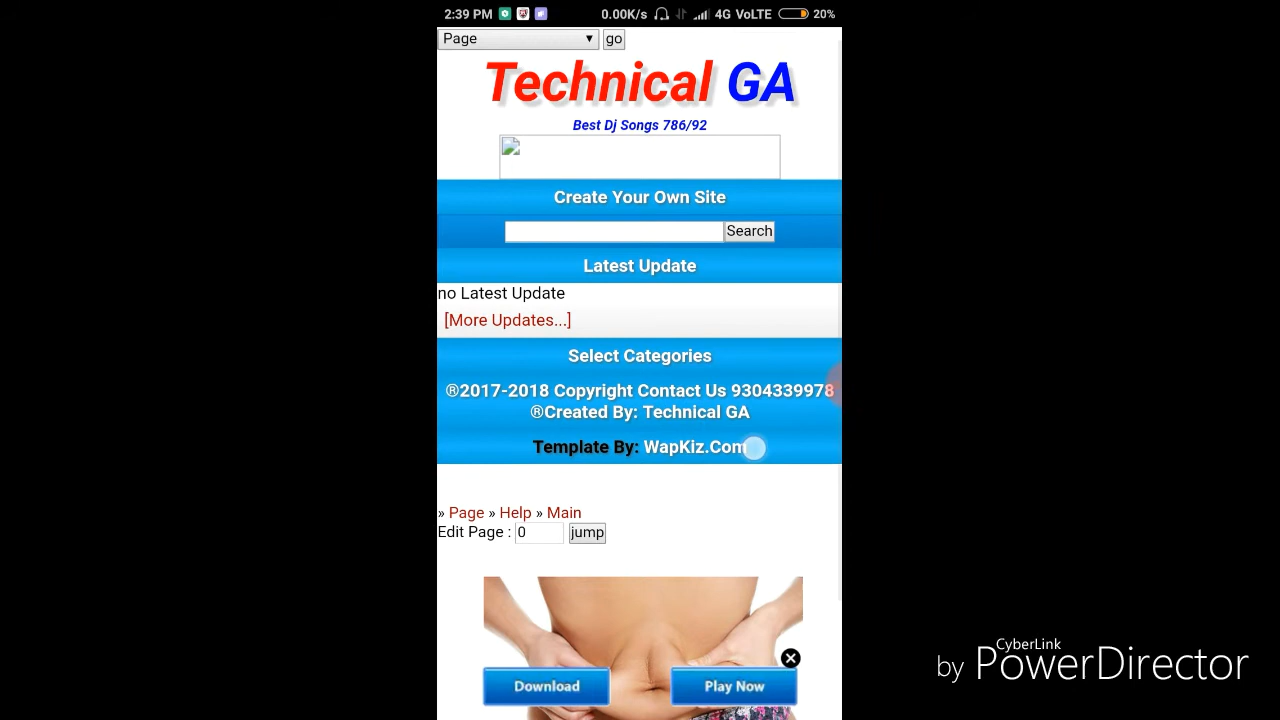 2:39 PM 0.00K/s 4G VoLTE 20%
Page go
Technical GA
Best Dj Songs 786/92
Create Your Own Site
Search
Latest Update
no Latest Update
[More Updates...]
Select Categories
®2017-2018 Copyright Contact Us 9304339978
®Created By: Technical GA
Template By: WapKiz.Com
» Page » Help » Main
Edit Page : 0 jump
Download Play Now
by CyberLink PowerDirector